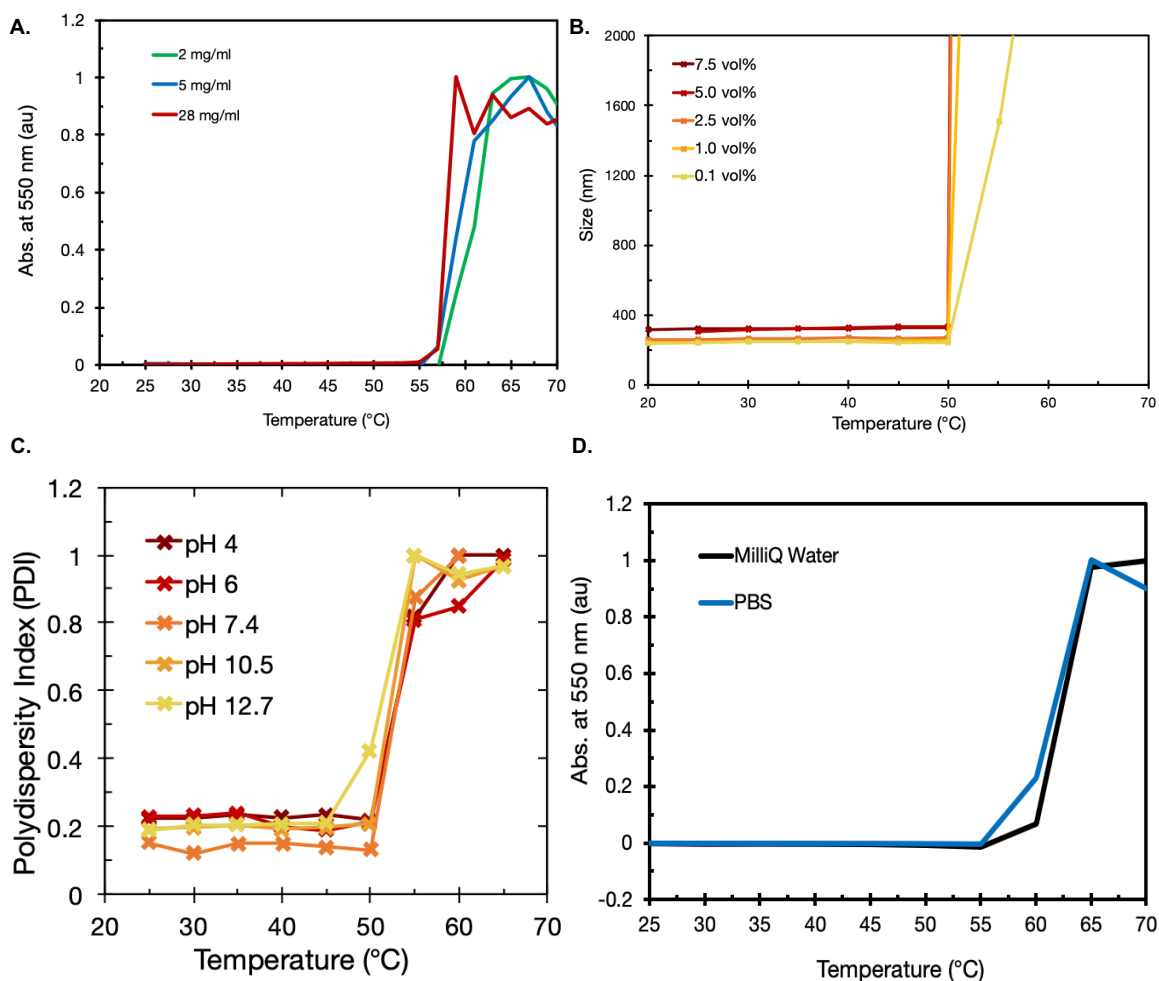 A.
1.2
1
0.8
0.6
0.4
0.2
0
20 25 30 35 40 45 50 55 60 65 70
Abs. at 550 nm (au)
Temperature (°C)
2 mg/ml
5 mg/ml
28 mg/ml
B.
2000
1600
1200
800
400
0
20 30 40 50 60 70
Size (nm)
Temperature (°C)
7.5 vol%
5.0 vol%
2.5 vol%
1.0 vol%
0.1 vol%
C.
1.2
1
0.8
0.6
0.4
0.2
0
20 30 40 50 60 70
Polydispersity Index (PDI)
Temperature (°C)
pH 4
pH 6
pH 7.4
pH 10.5
pH 12.7
D.
1.2
1
0.8
0.6
0.4
0.2
0
-0.2
25 30 35 40 45 50 55 60 65 70
Abs. at 550 nm (au)
Temperature (°C)
MilliQ Water
PBS